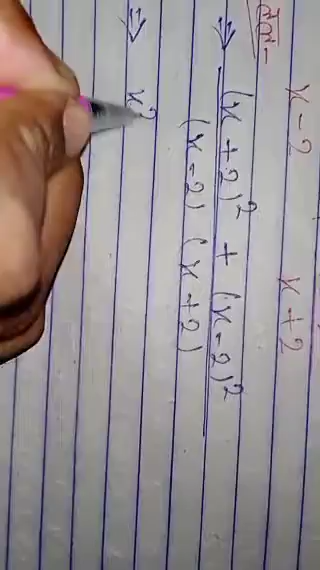 x-2 x+2
हल-
⇒ (x+2)² + (x-2)²
(x-2) (x+2)
⇒ x²